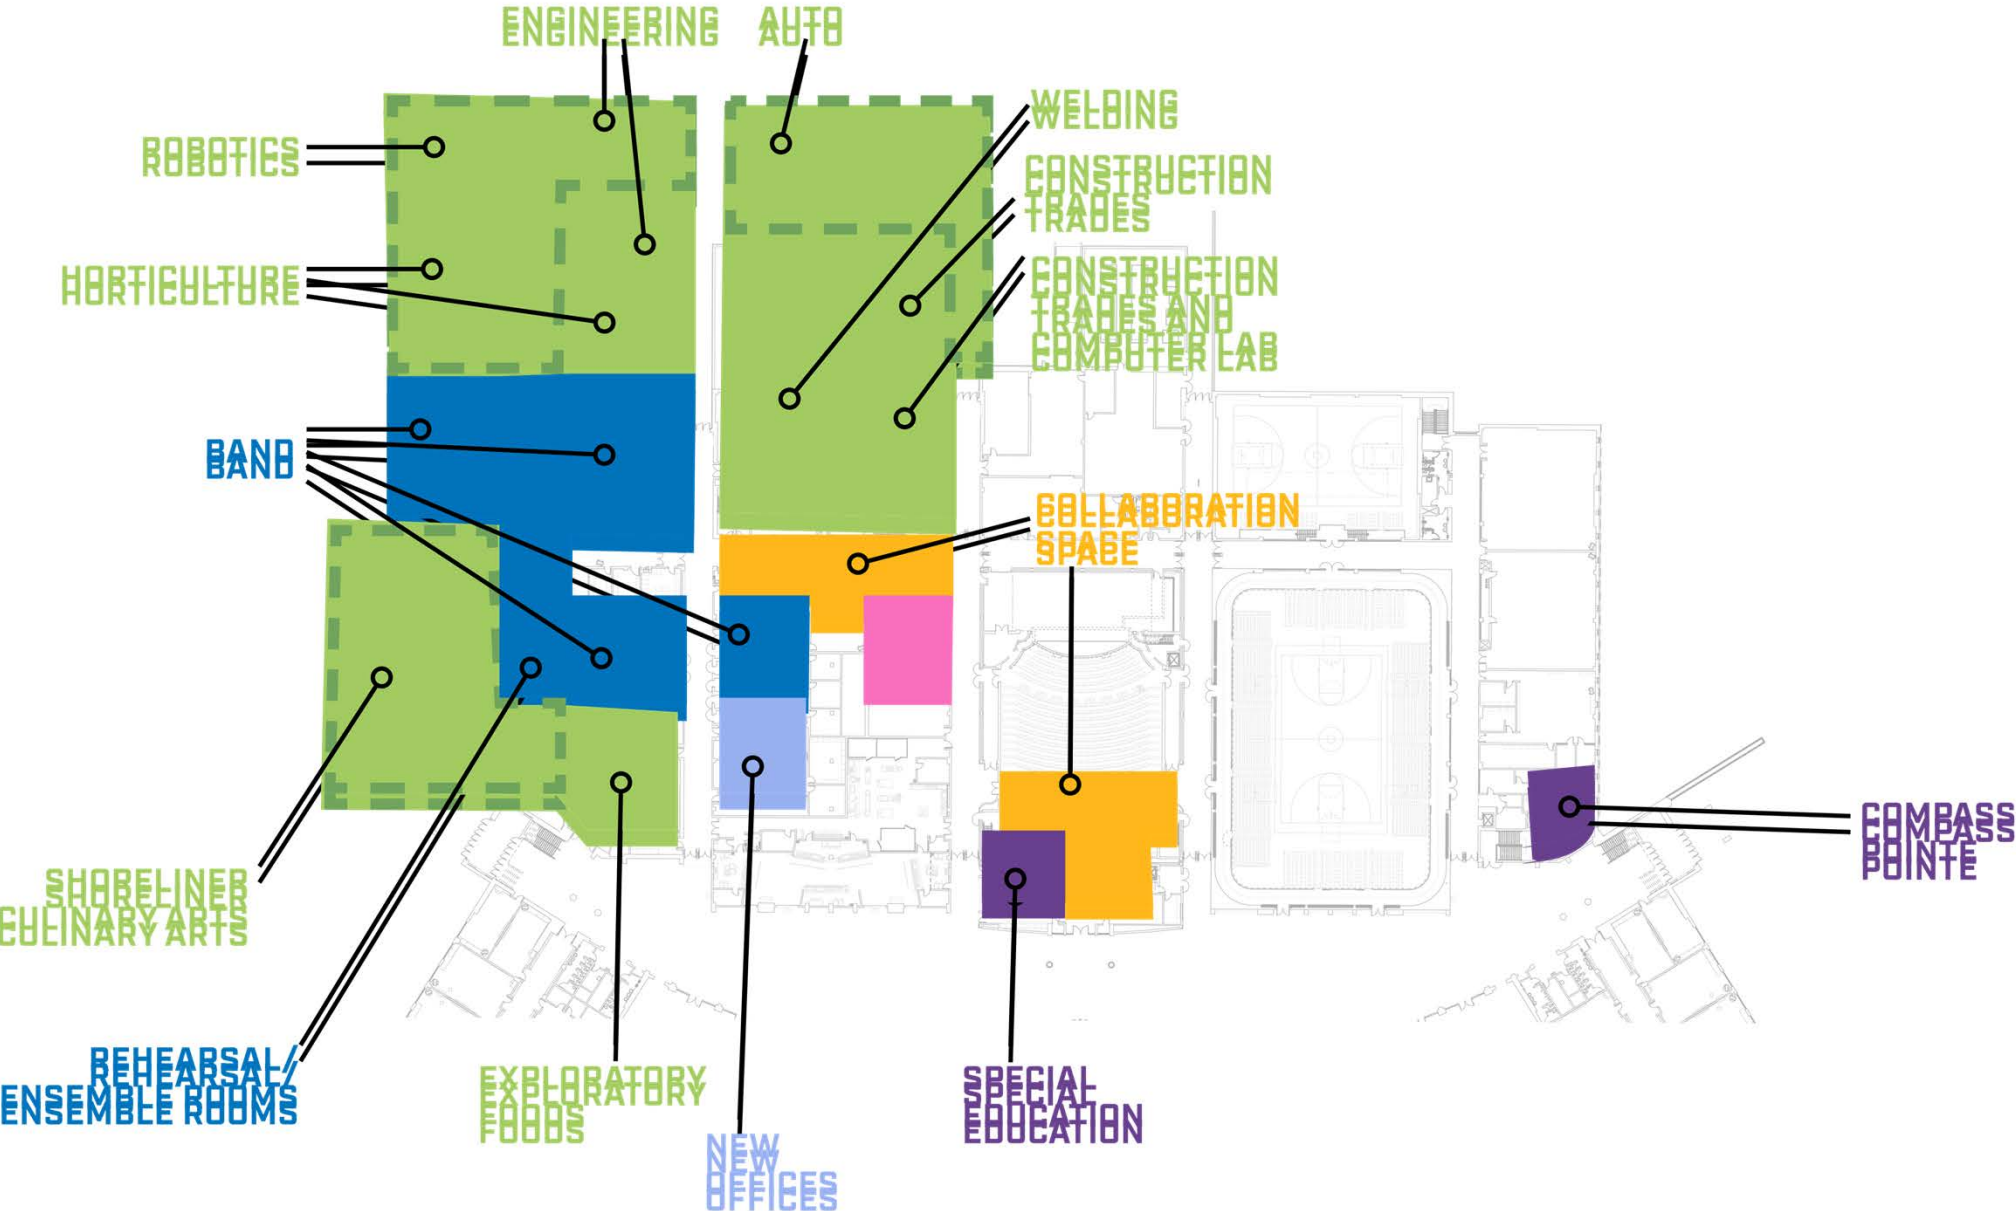 ENGINEERING
AUTO
WELDING
ROBOTICS
CONSTRUCTION
TRADES
HORTICULTURE
CONSTRUCTION
TRADES AND
COMPUTER LAB
BAND
COLLABORATION
SPACE
COMPASS
POINTE
SHORELINER
CULINARY ARTS
REHEARSAL/
ENSEMBLE ROOMS
EXPLORATORY
FOODS
SPECIAL
EDUCATION
NEW
OFFICES